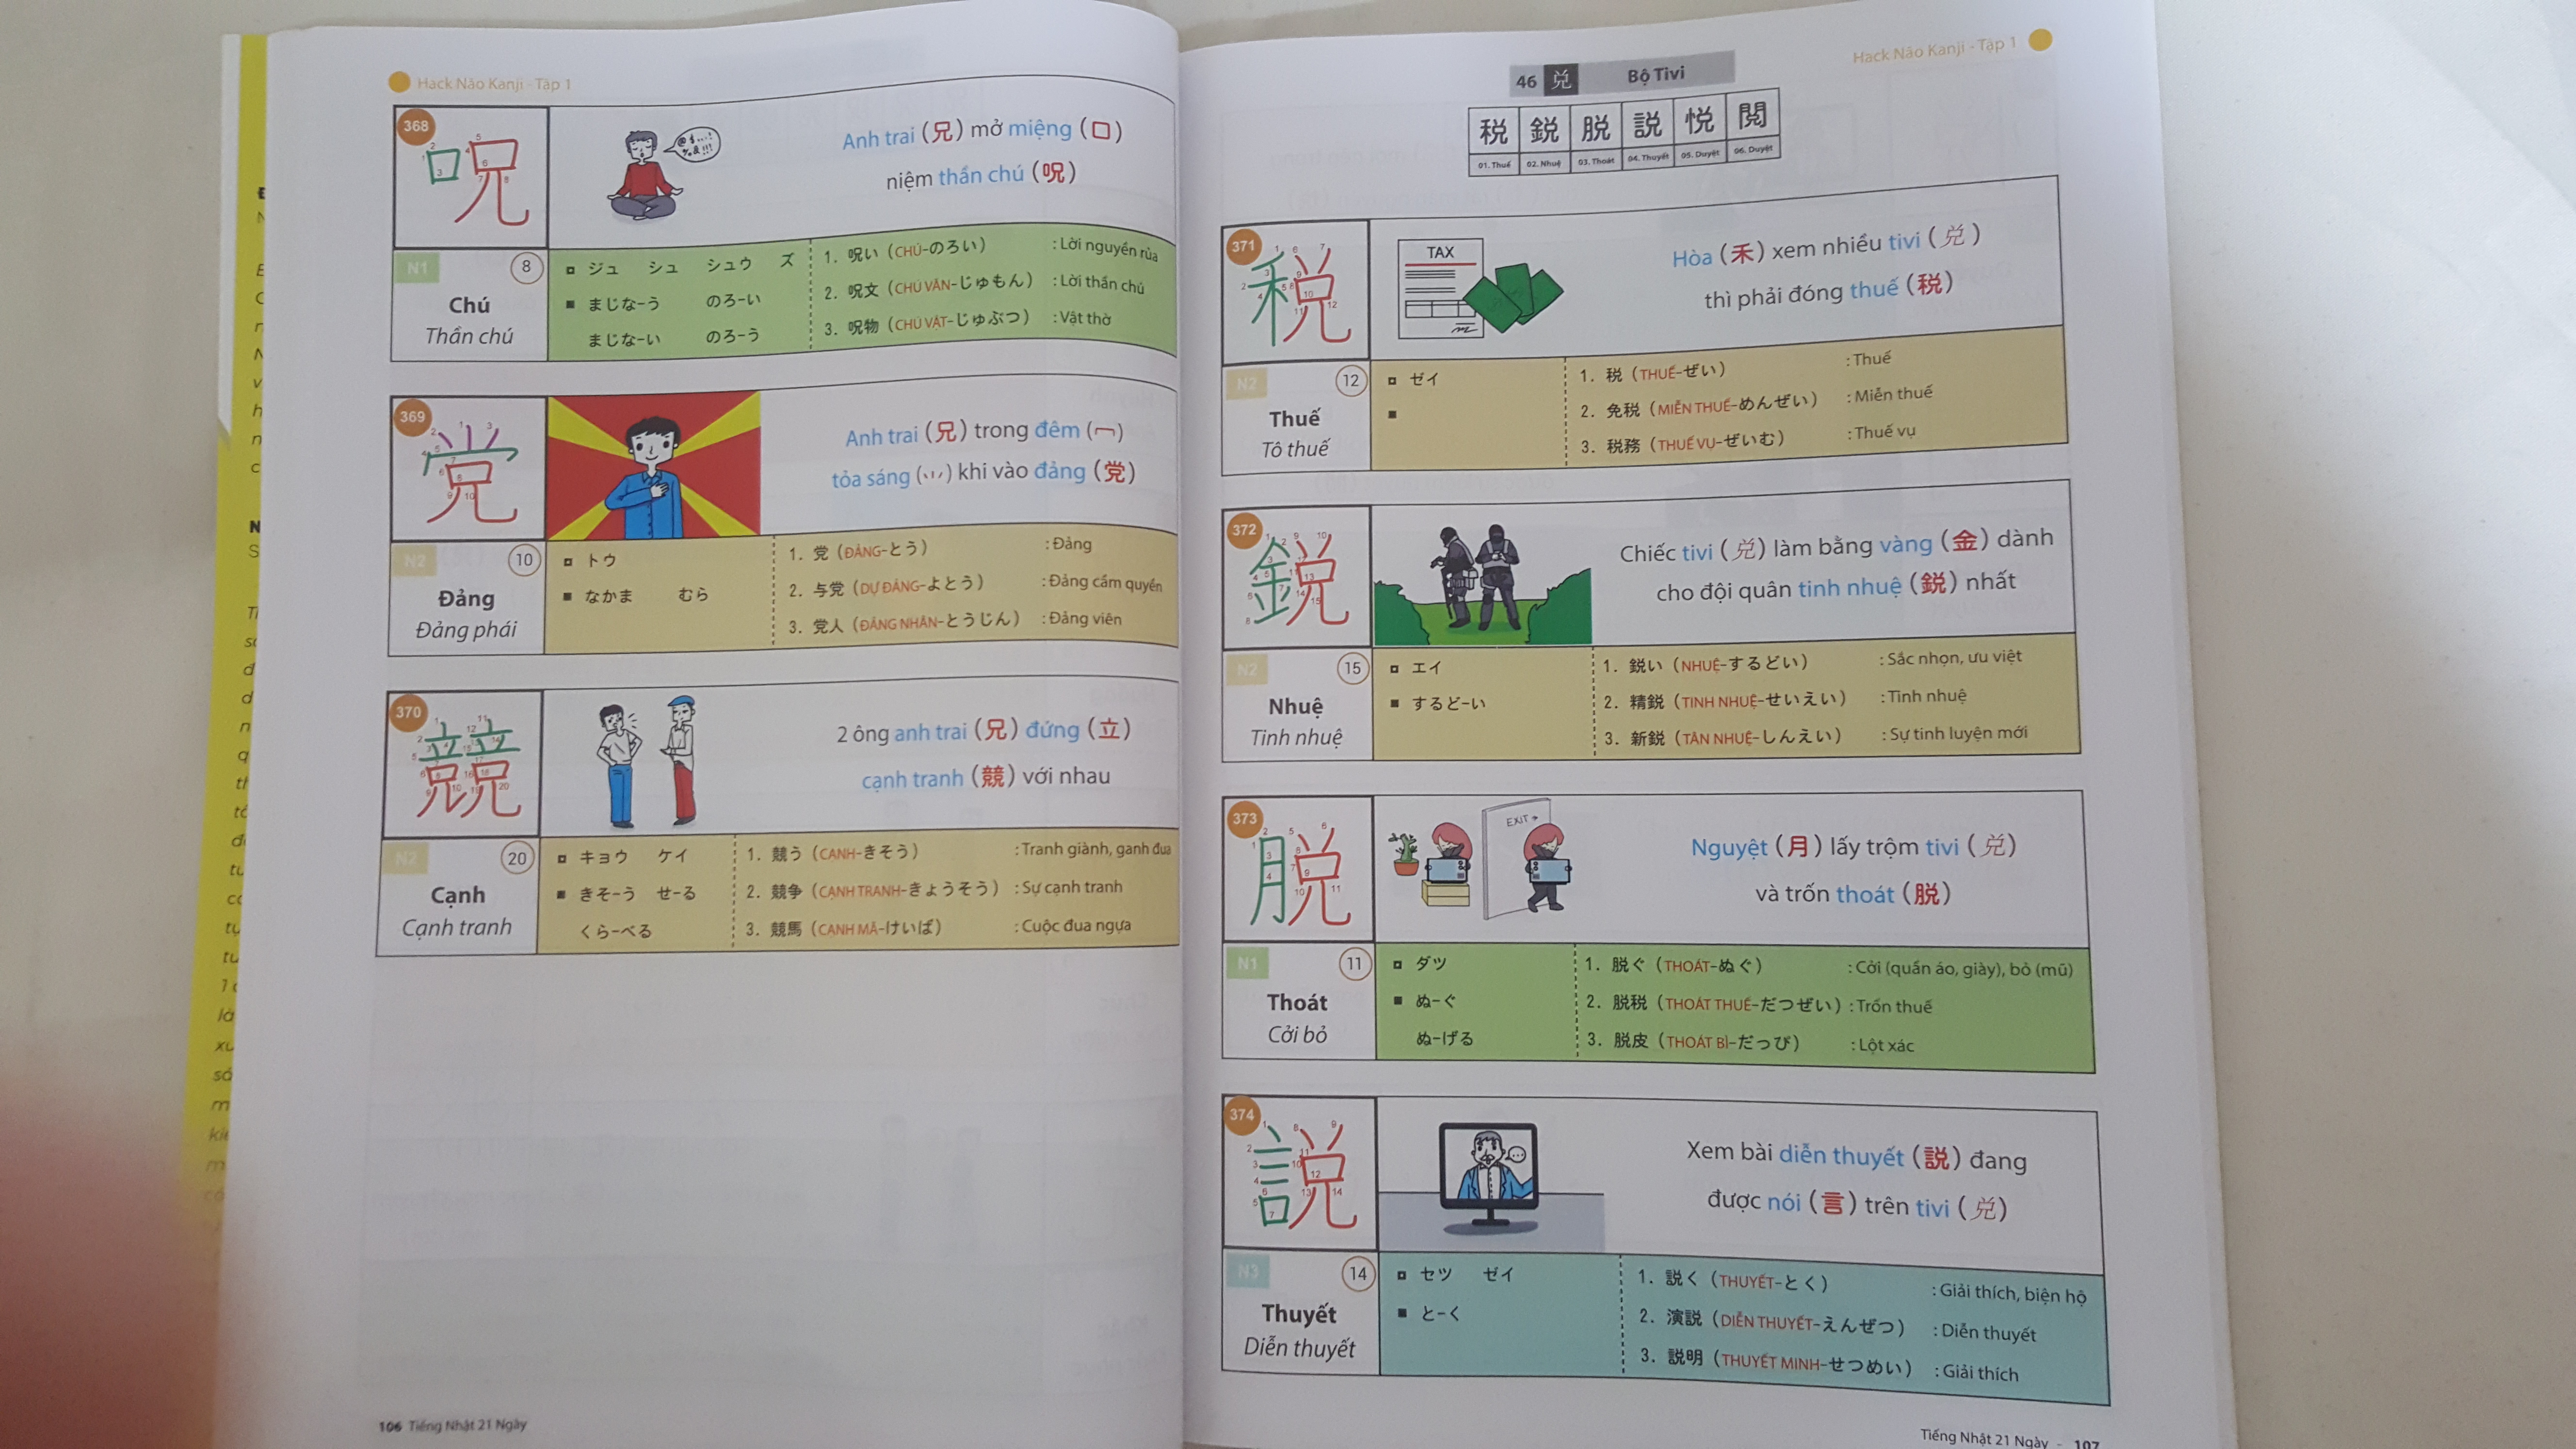 Hack Não Kanji - Tập 1
368
N1
8
Chú
Thần chú
@ $ ...!
% & !!!
Anh trai (兄) mở miệng (口)
niệm thần chú (呪)
ジュ シュ シュウ ズ
まじな-う のろ-い
まじな-い のろ-う
1. 呪い (CHÚ-のろい) : Lời nguyền rủa
2. 呪文 (CHÚ VĂN-じゅもん) : Lời thần chú
3. 呪物 (CHÚ VẬT-じゅぶつ) : Vật thờ
369
N2
10
Đảng
Đảng phái
Anh trai (兄) trong đêm (冖)
tỏa sáng (⺌) khi vào đảng (党)
トウ
なかま むら
1. 党 (ĐẢNG-とう) : Đảng
2. 与党 (DỰ ĐẢNG-よとう) : Đảng cầm quyền
3. 党人 (ĐẢNG NHÂN-とうじん) : Đảng viên
370
N2
20
Cạnh
Cạnh tranh
2 ông anh trai (兄) đứng (立)
cạnh tranh (競) với nhau
キョウ ケイ
きそ-う せ-る
くら-べる
1. 競う (CẠNH-きそう) : Tranh giành, ganh đua
2. 競争 (CẠNH TRANH-きょうそう) : Sự cạnh tranh
3. 競馬 (CẠNH MÃ-けいば) : Cuộc đua ngựa
106 Tiếng Nhật 21 Ngày
Hack Não Kanji - Tập 1
46 兑 Bộ Tivi
税 鋭 脱 説 悦 閲
01. Thuế 02. Nhuệ 03. Thoát 04. Thuyết 05. Duyệt 06. Duyệt
371
N2
12
Thuế
Tô thuế
TAX
Hòa (禾) xem nhiều tivi (兑)
thì phải đóng thuế (税)
ゼイ
1. 税 (THUẾ-ぜい) : Thuế
2. 免税 (MIỄN THUẾ-めんぜい) : Miễn thuế
3. 税務 (THUẾ VỤ-ぜいむ) : Thuế vụ
372
N2
15
Nhuệ
Tinh nhuệ
Chiếc tivi (兑) làm bằng vàng (金) dành
cho đội quân tinh nhuệ (鋭) nhất
エイ
するど-い
1. 鋭い (NHUỆ-するどい) : Sắc nhọn, ưu việt
2. 精鋭 (TINH NHUỆ-せいえい) : Tinh nhuệ
3. 新鋭 (TÂN NHUỆ-しんえい) : Sự tinh luyện mới
373
N1
11
Thoát
Cởi bỏ
EXIT
Nguyệt (月) lấy trộm tivi (兑)
và trốn thoát (脱)
ダツ
ぬ-ぐ
ぬ-げる
1. 脱ぐ (THOÁT-ぬぐ) : Cởi (quần áo, giày), bỏ (mũ)
2. 脱税 (THOÁT THUẾ-だつぜい) : Trốn thuế
3. 脱皮 (THOÁT BÌ-だっぴ) : Lột xác
374
N3
14
Thuyết
Diễn thuyết
Xem bài diễn thuyết (説) đang
được nói (言) trên tivi (兑)
セツ ゼイ
と-く
1. 説く (THUYẾT-とく) : Giải thích, biện hộ
2. 演説 (DIỄN THUYẾT-えんぜつ) : Diễn thuyết
3. 説明 (THUYẾT MINH-せつめい) : Giải thích
Tiếng Nhật 21 Ngày - 107